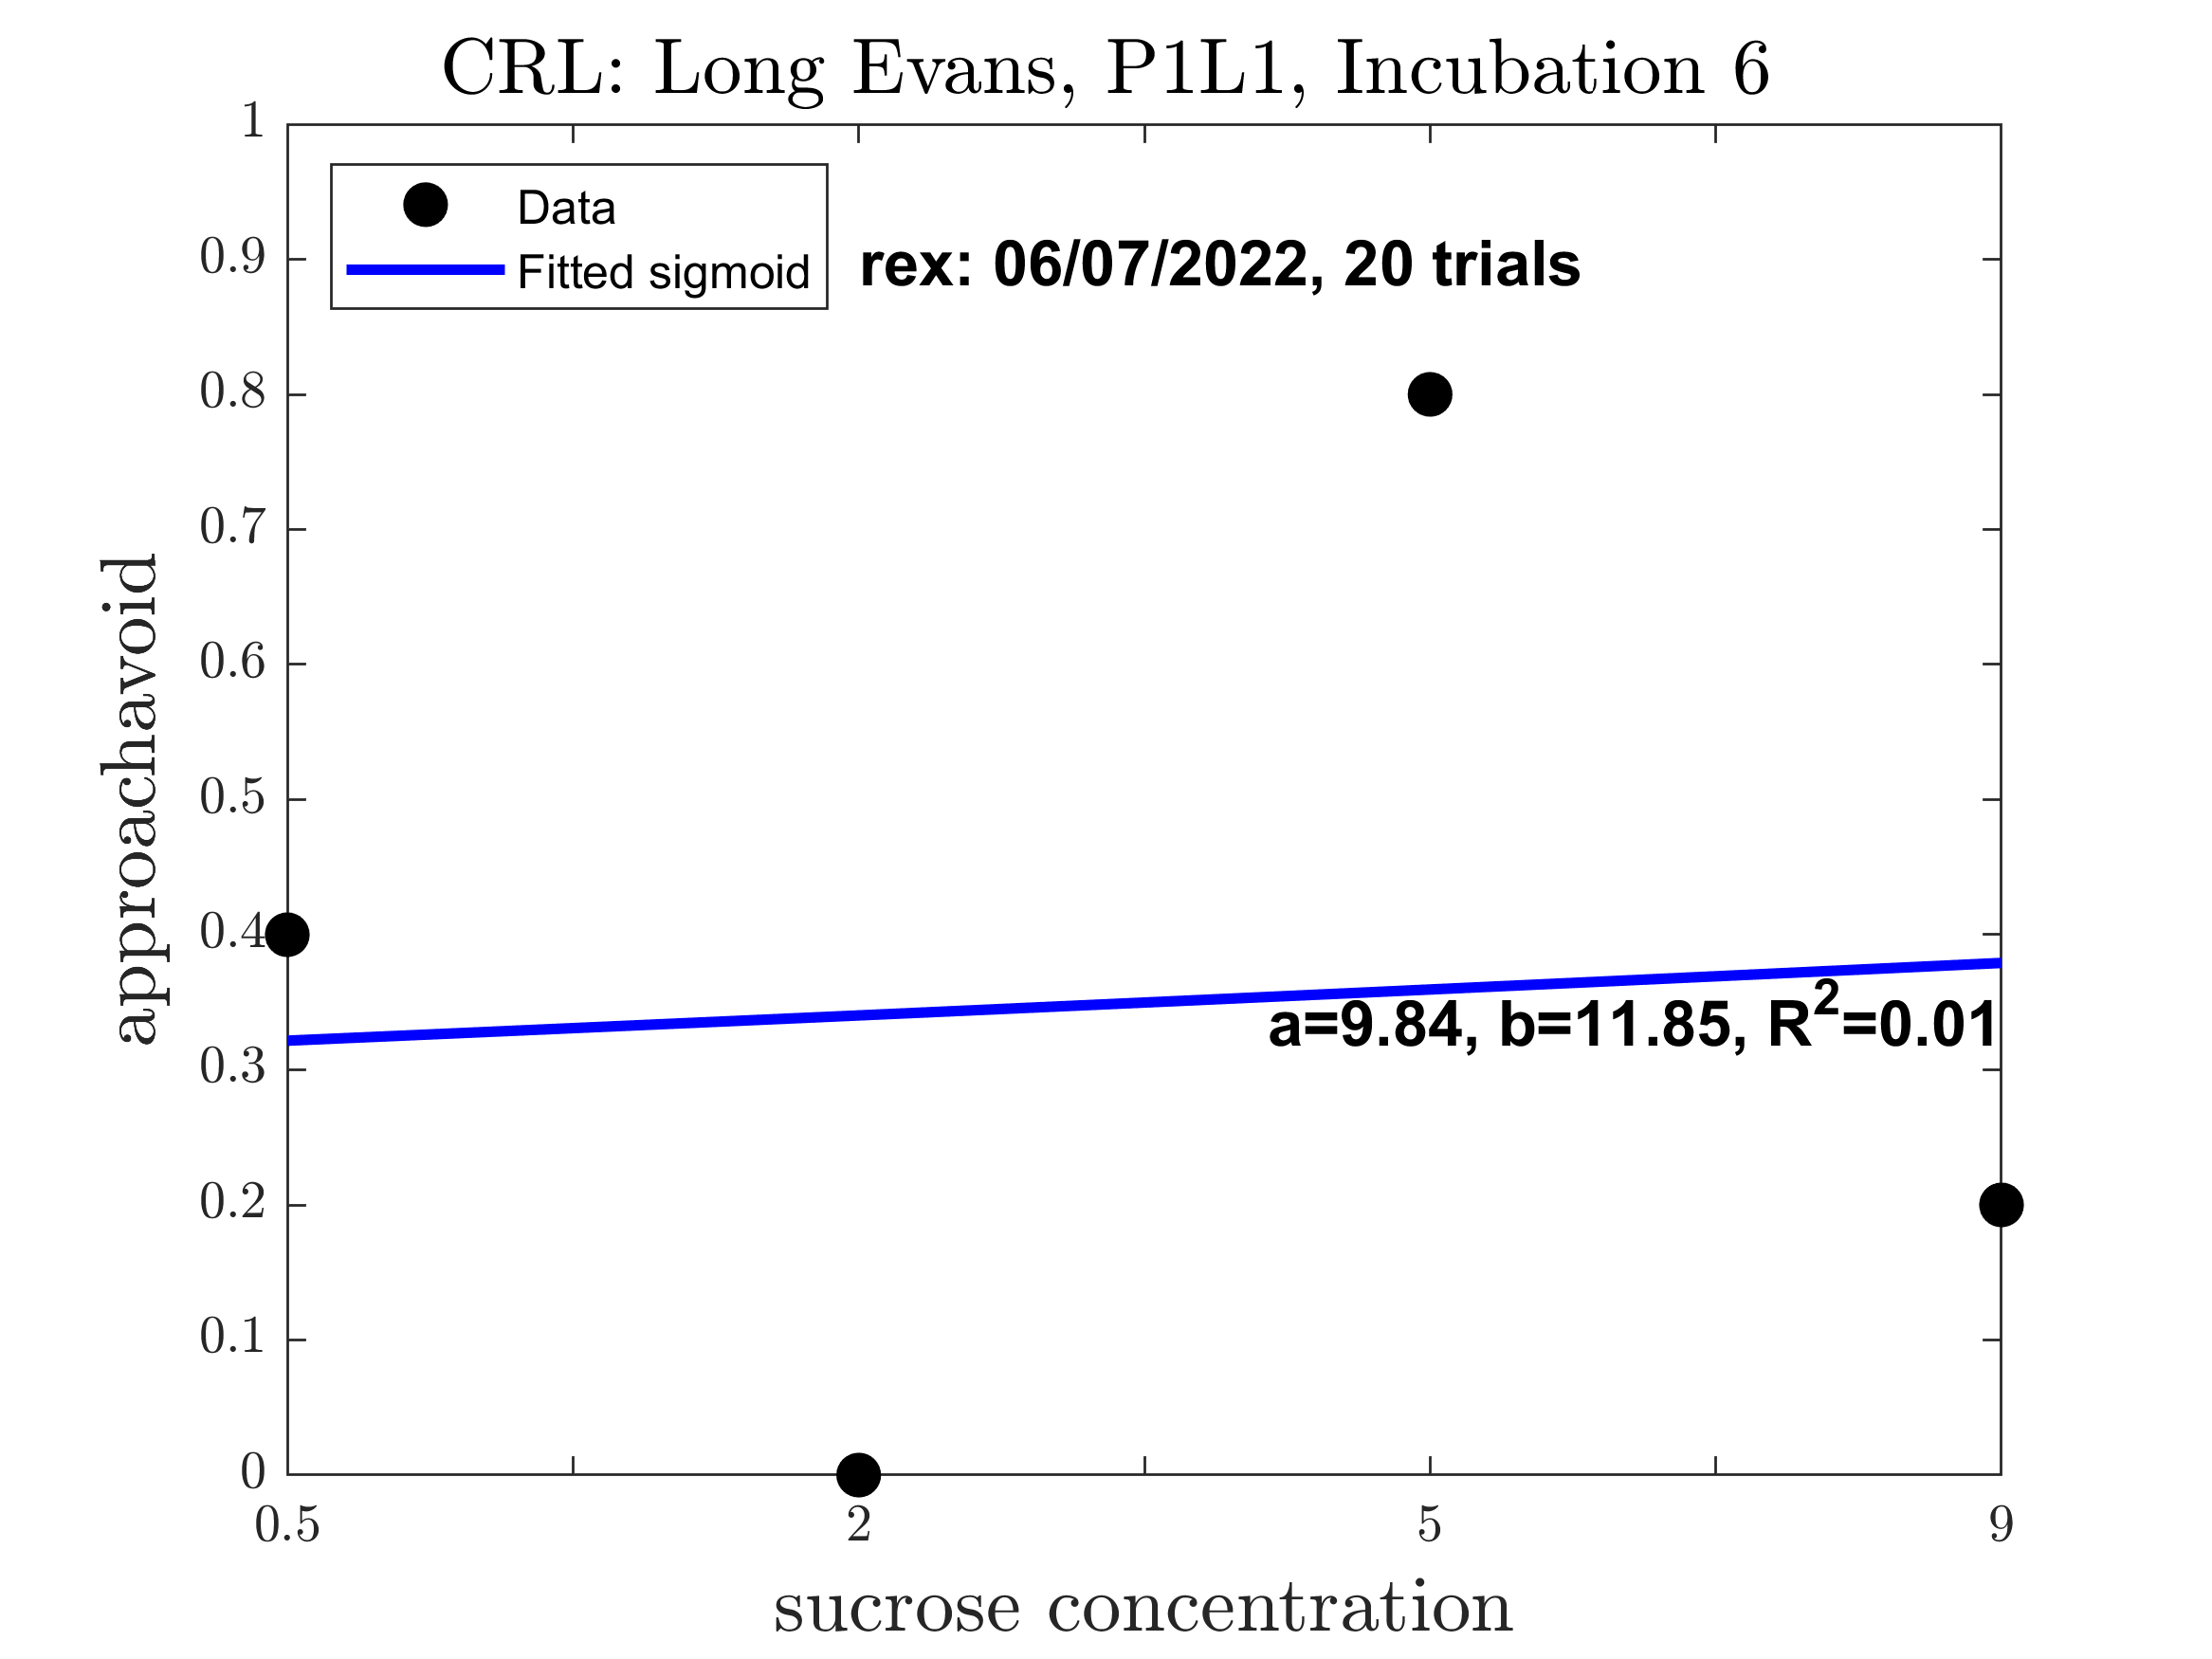 CRL: Long Evans, P1L1, Incubation 6
1
Data
Fitted sigmoid
rex: 06/07/2022, 20 trials
0.9
0.8
0.7
0.6
0.5
0.4
0.3
0.2
0.1
0
approachavoid
a=9.84, b=11.85, R²=0.01
0.5 2 5 9
sucrose concentration